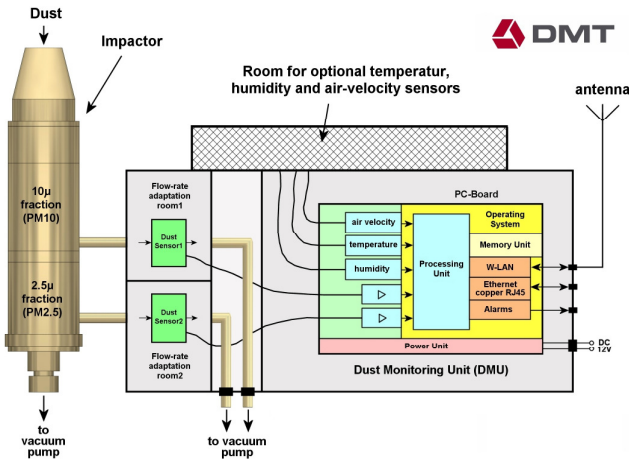 Dust
Impactor
DMT
Room for optional temperatur,
humidity and air-velocity sensors
antenna
10µ
fraction
(PM10)
2.5µ
fraction
(PM2.5)
Flow-rate
adaptation
room1
Dust
Sensor1
Dust
Sensor2
Flow-rate
adaptation
room2
PC-Board
air velocity
temperature
humidity
Processing
Unit
Operating
System
Memory Unit
W-LAN
Ethernet
copper RJ45
Alarms
Power Unit
DC
12V
Dust Monitoring Unit (DMU)
to
vacuum
pump
to vacuum
pump